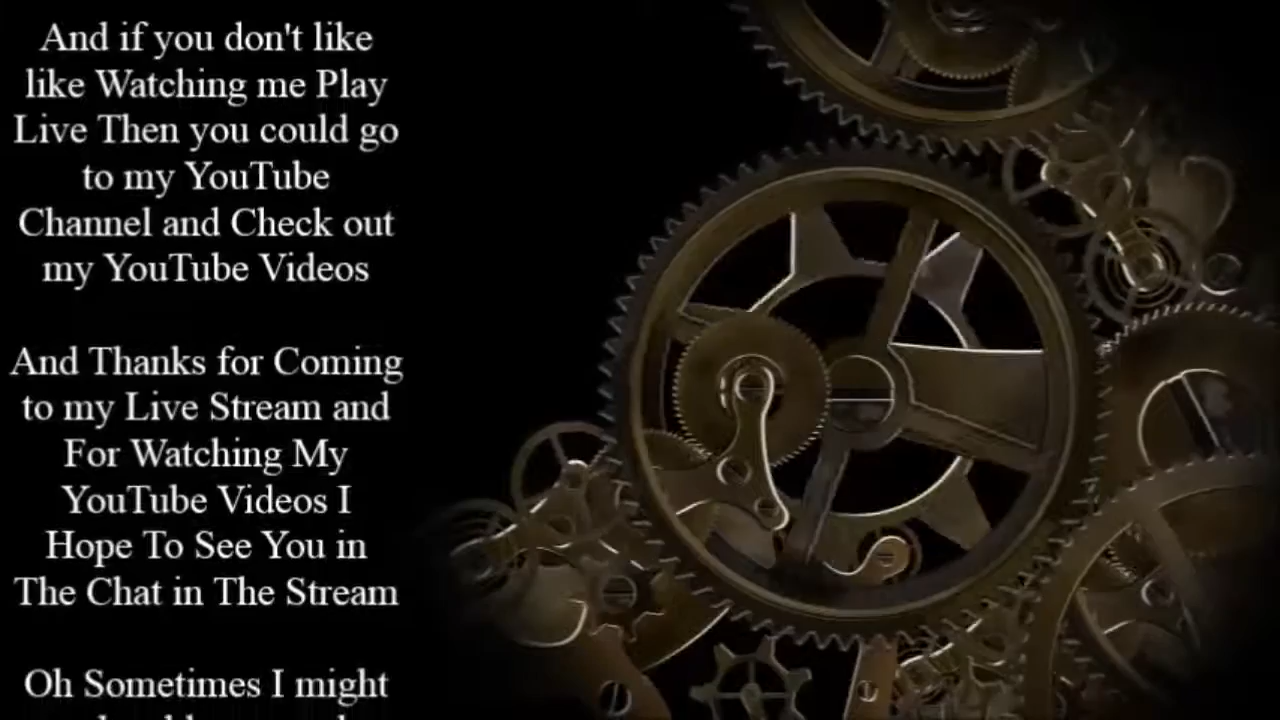 And if you don't like
like Watching me Play
Live Then you could go
to my YouTube
Channel and Check out
my YouTube Videos
And Thanks for Coming
to my Live Stream and
For Watching My
YouTube Videos I
Hope To See You in
The Chat in The Stream
Oh Sometimes I might